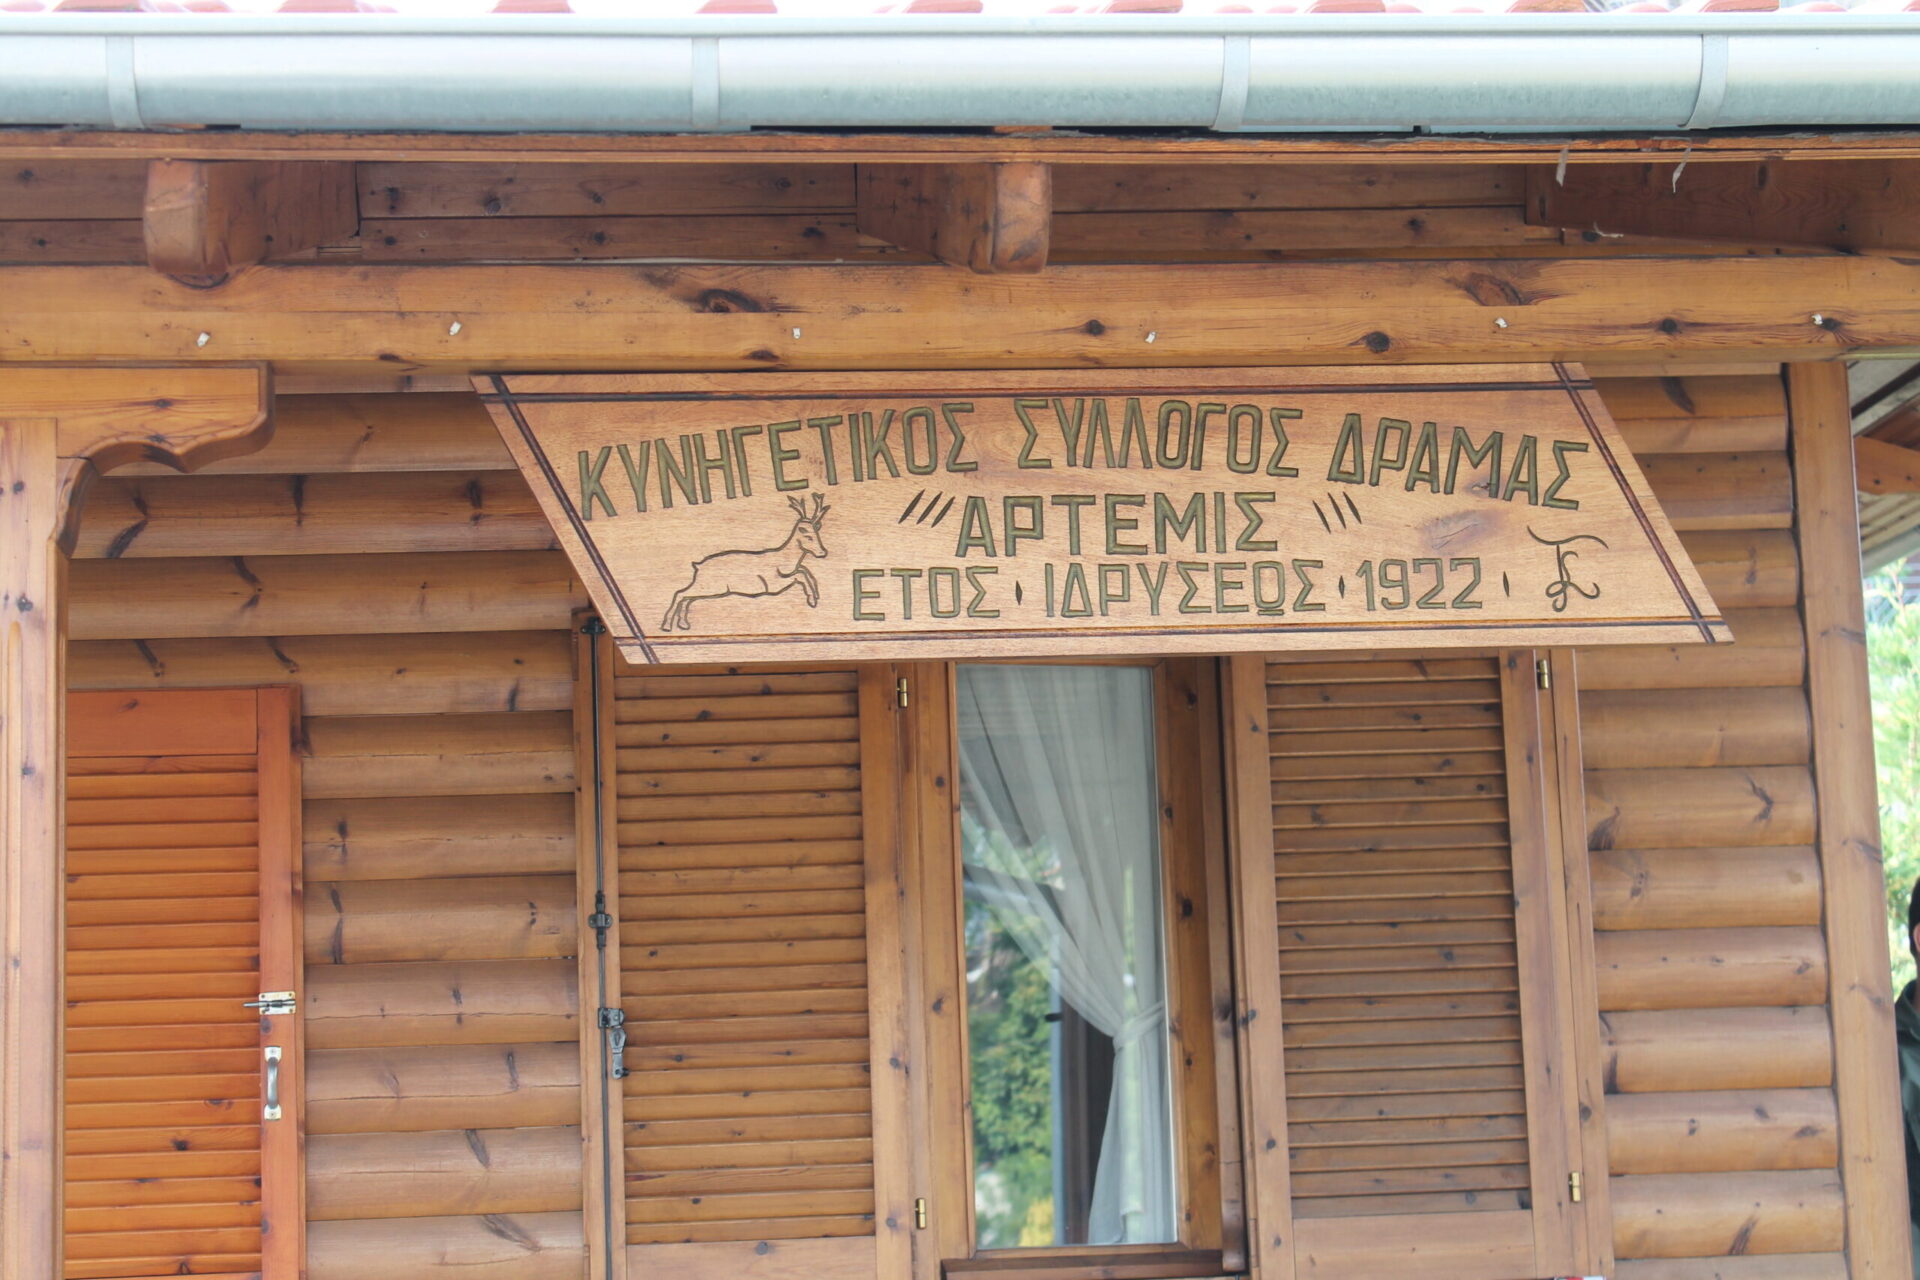 ΚΥΝΗΓΕΤΙΚΟΣ ΣΥΛΛΟΓΟΣ ΔΡΑΜΑΣ
"ΑΡΤΕΜΙΣ"
ΕΤΟΣ · ΙΔΡΥΣΕΩΣ · 1922 ·